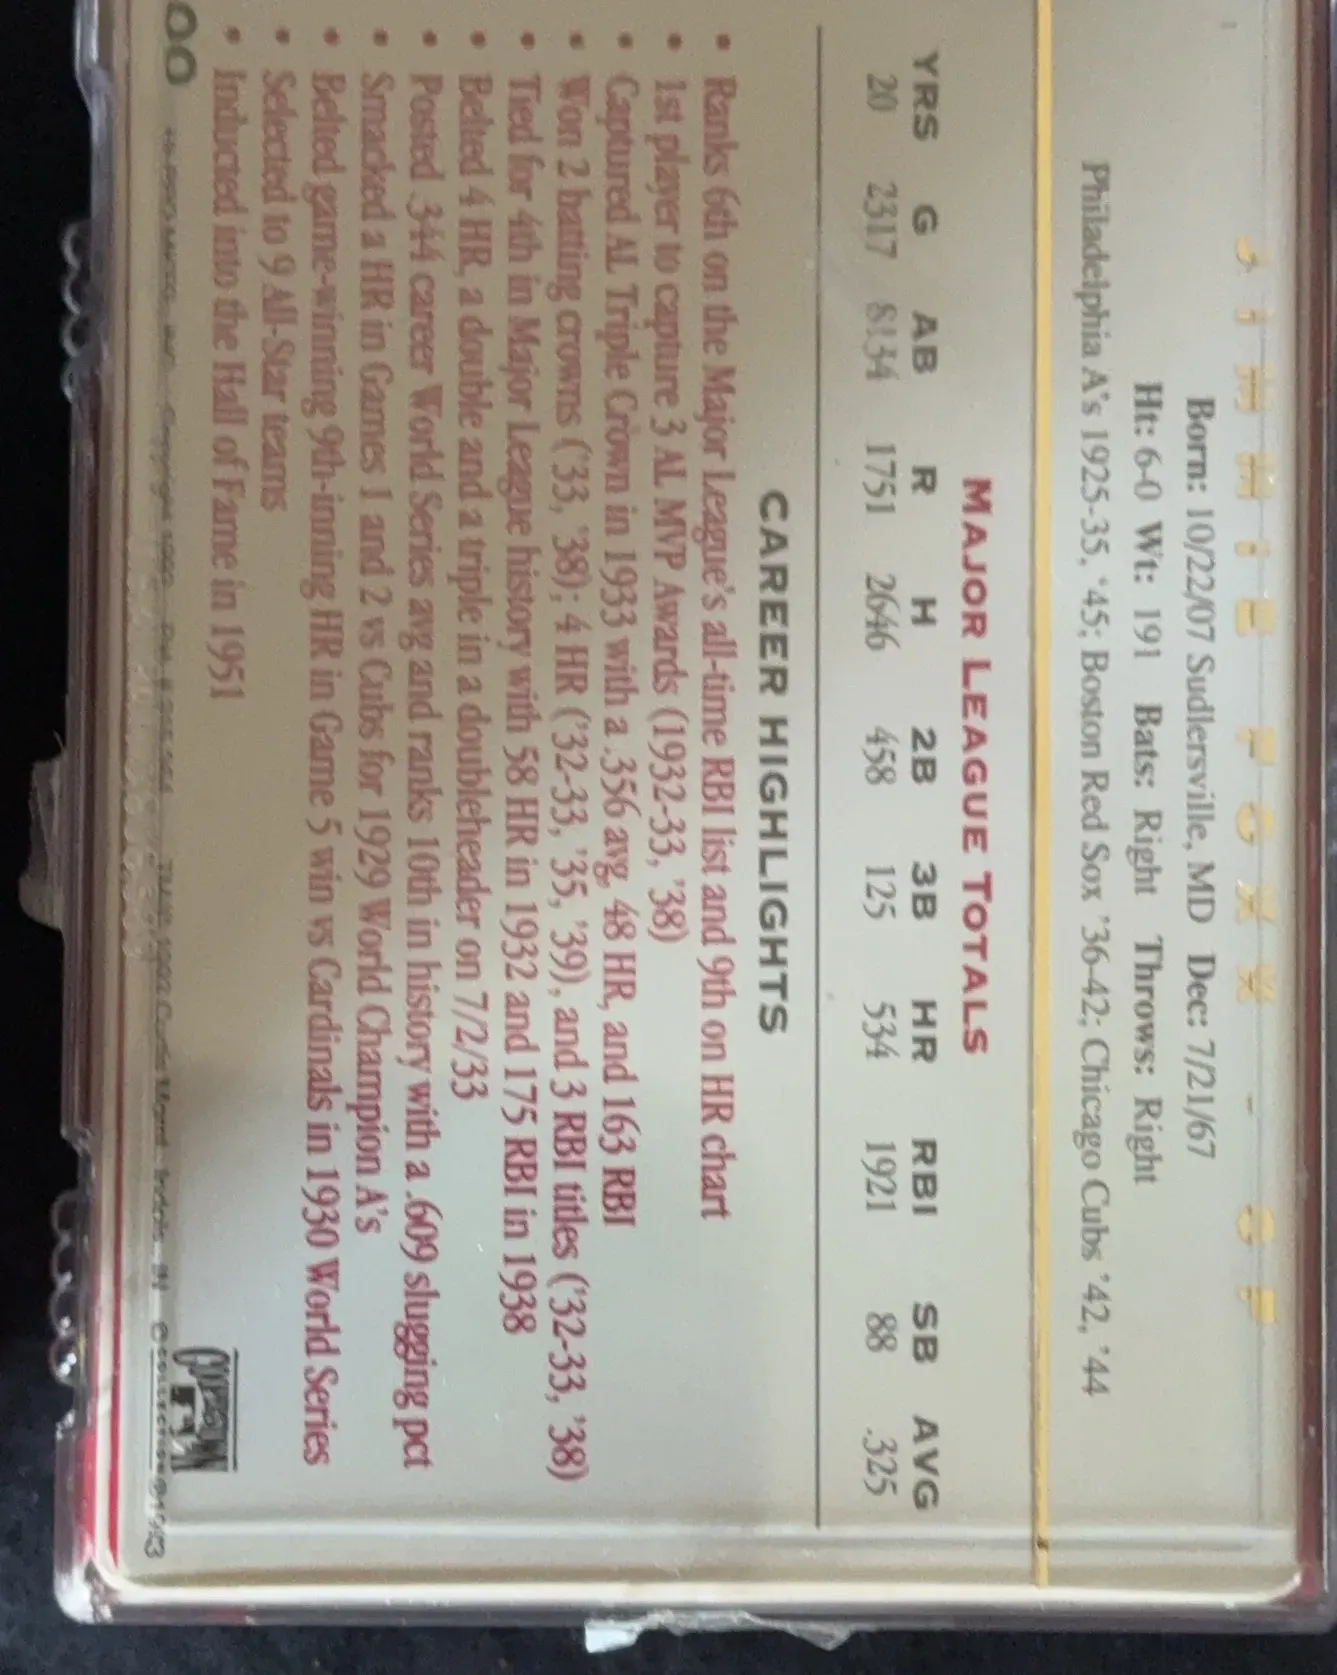 JIMMIE FOXX - OF
Born: 10/22/07 Sudlersville, MD Dec: 7/21/67
Ht: 6-0 Wt: 191 Bats: Right Throws: Right
Philadelphia A's 1925-35, '45; Boston Red Sox '36-42; Chicago Cubs '42, '44
MAJOR LEAGUE TOTALS
YRS G AB R H 2B 3B HR RBI SB AVG
20 2317 8134 1751 2646 458 125 534 1921 88 .325
CAREER HIGHLIGHTS
• Ranks 6th on the Major League's all-time RBI list and 9th on HR chart
• 1st player to capture 3 AL MVP Awards (1932-33, '38)
• Captured AL Triple Crown in 1933 with a .356 avg, 48 HR, and 163 RBI
• Won 2 batting crowns ('33, '38); 4 HR ('32-33, '35, '39), and 3 RBI titles ('32-33, '38)
• Tied for 4th in Major League history with 58 HR in 1932 and 175 RBI in 1938
• Belted 4 HR, a double and a triple in a doubleheader on 7/2/33
• Posted .344 career World Series avg and ranks 10th in history with a .609 slugging pct
• Smacked a HR in Games 1 and 2 vs Cubs for 1929 World Champion A's
• Belted game-winning 9th-inning HR in Game 5 win vs Cardinals in 1930 World Series
• Selected to 9 All-Star teams
• Inducted into the Hall of Fame in 1951
COOPERSTOWN
COLLECTION